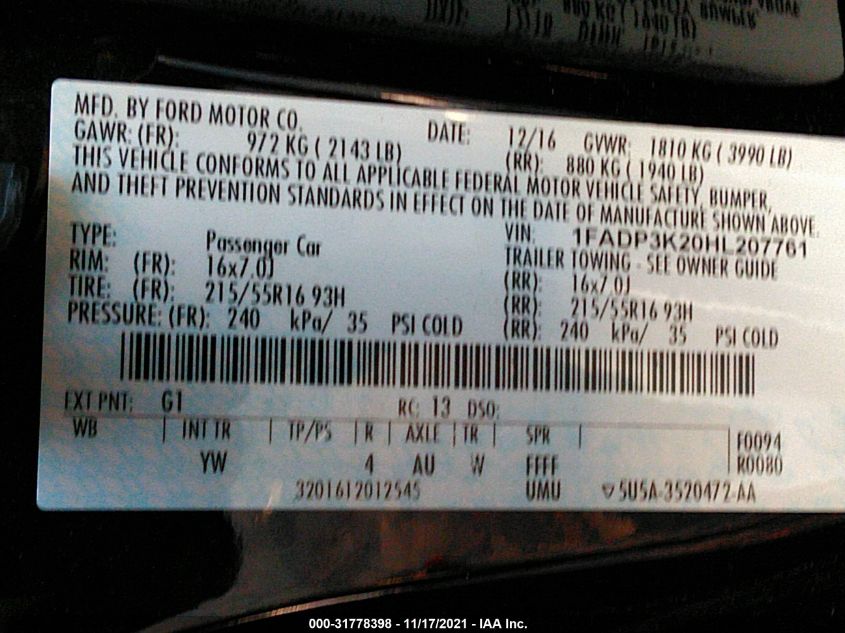 MFD. BY FORD MOTOR CO. DATE: 12/16 GVWR: 1810 KG ( 3990 LB)
GAWR: (FR): 972 KG ( 2143 LB) (RR): 880 KG ( 1940 LB)
THIS VEHICLE CONFORMS TO ALL APPLICABLE FEDERAL MOTOR VEHICLE SAFETY, BUMPER,
AND THEFT PREVENTION STANDARDS IN EFFECT ON THE DATE OF MANUFACTURE SHOWN ABOVE.
VIN: 1FADP3K20HL207761
TYPE: Passenger Car TRAILER TOWING - SEE OWNER GUIDE
RIM: (FR): 16x7.0J (RR): 16x7.0J
TIRE: (FR): 215/55R16 93H (RR): 215/55R16 93H
PRESSURE: (FR): 240 kPa/ 35 PSI COLD (RR): 240 kPa/ 35 PSI COLD
EXT PNT: G1 RC: 13 DSO:
WB | INT TR | TP/PS | R | AXLE | TR | SPR | F0094
YW 4 AU W FFFF R0080
3201612012545 UMU 5U5A-3520472-AA
000-31778398 - 11/17/2021 - IAA Inc.